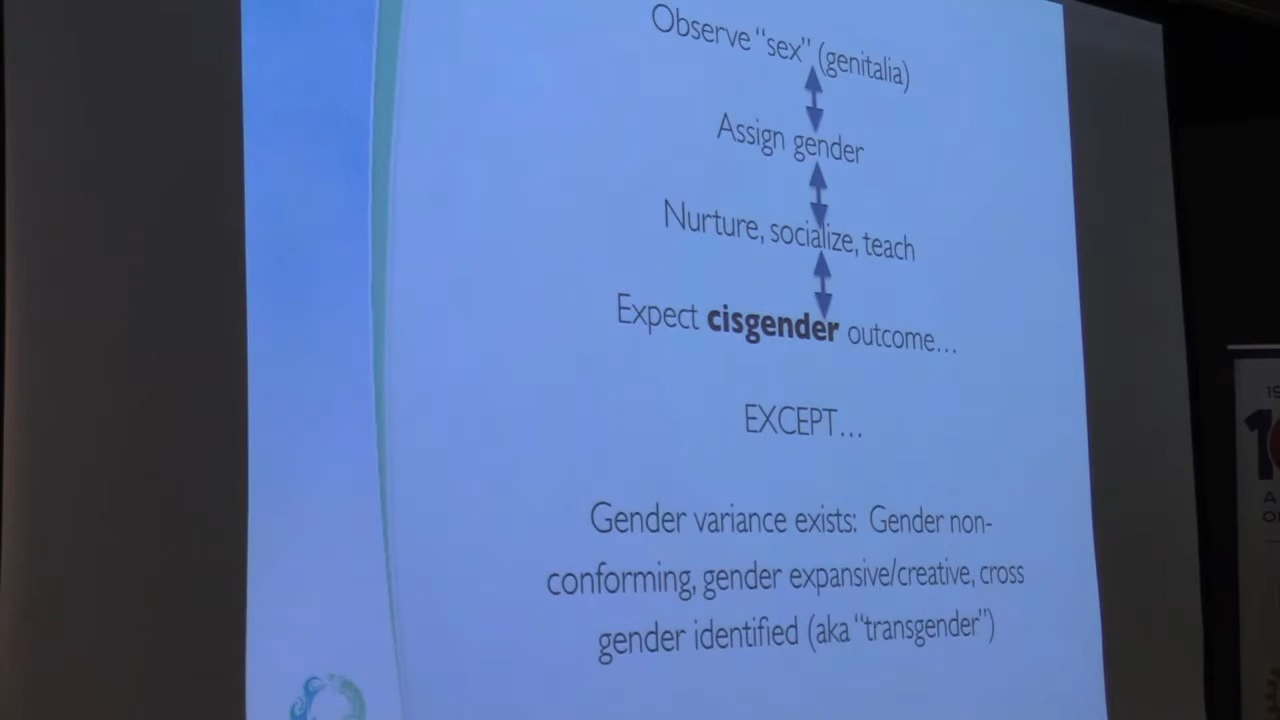 Observe “sex” (genitalia)
Assign gender
Nurture, socialize, teach
Expect cisgender outcome…
EXCEPT…
Gender variance exists: Gender non-
conforming, gender expansive/creative, cross
gender identified (aka “transgender”)